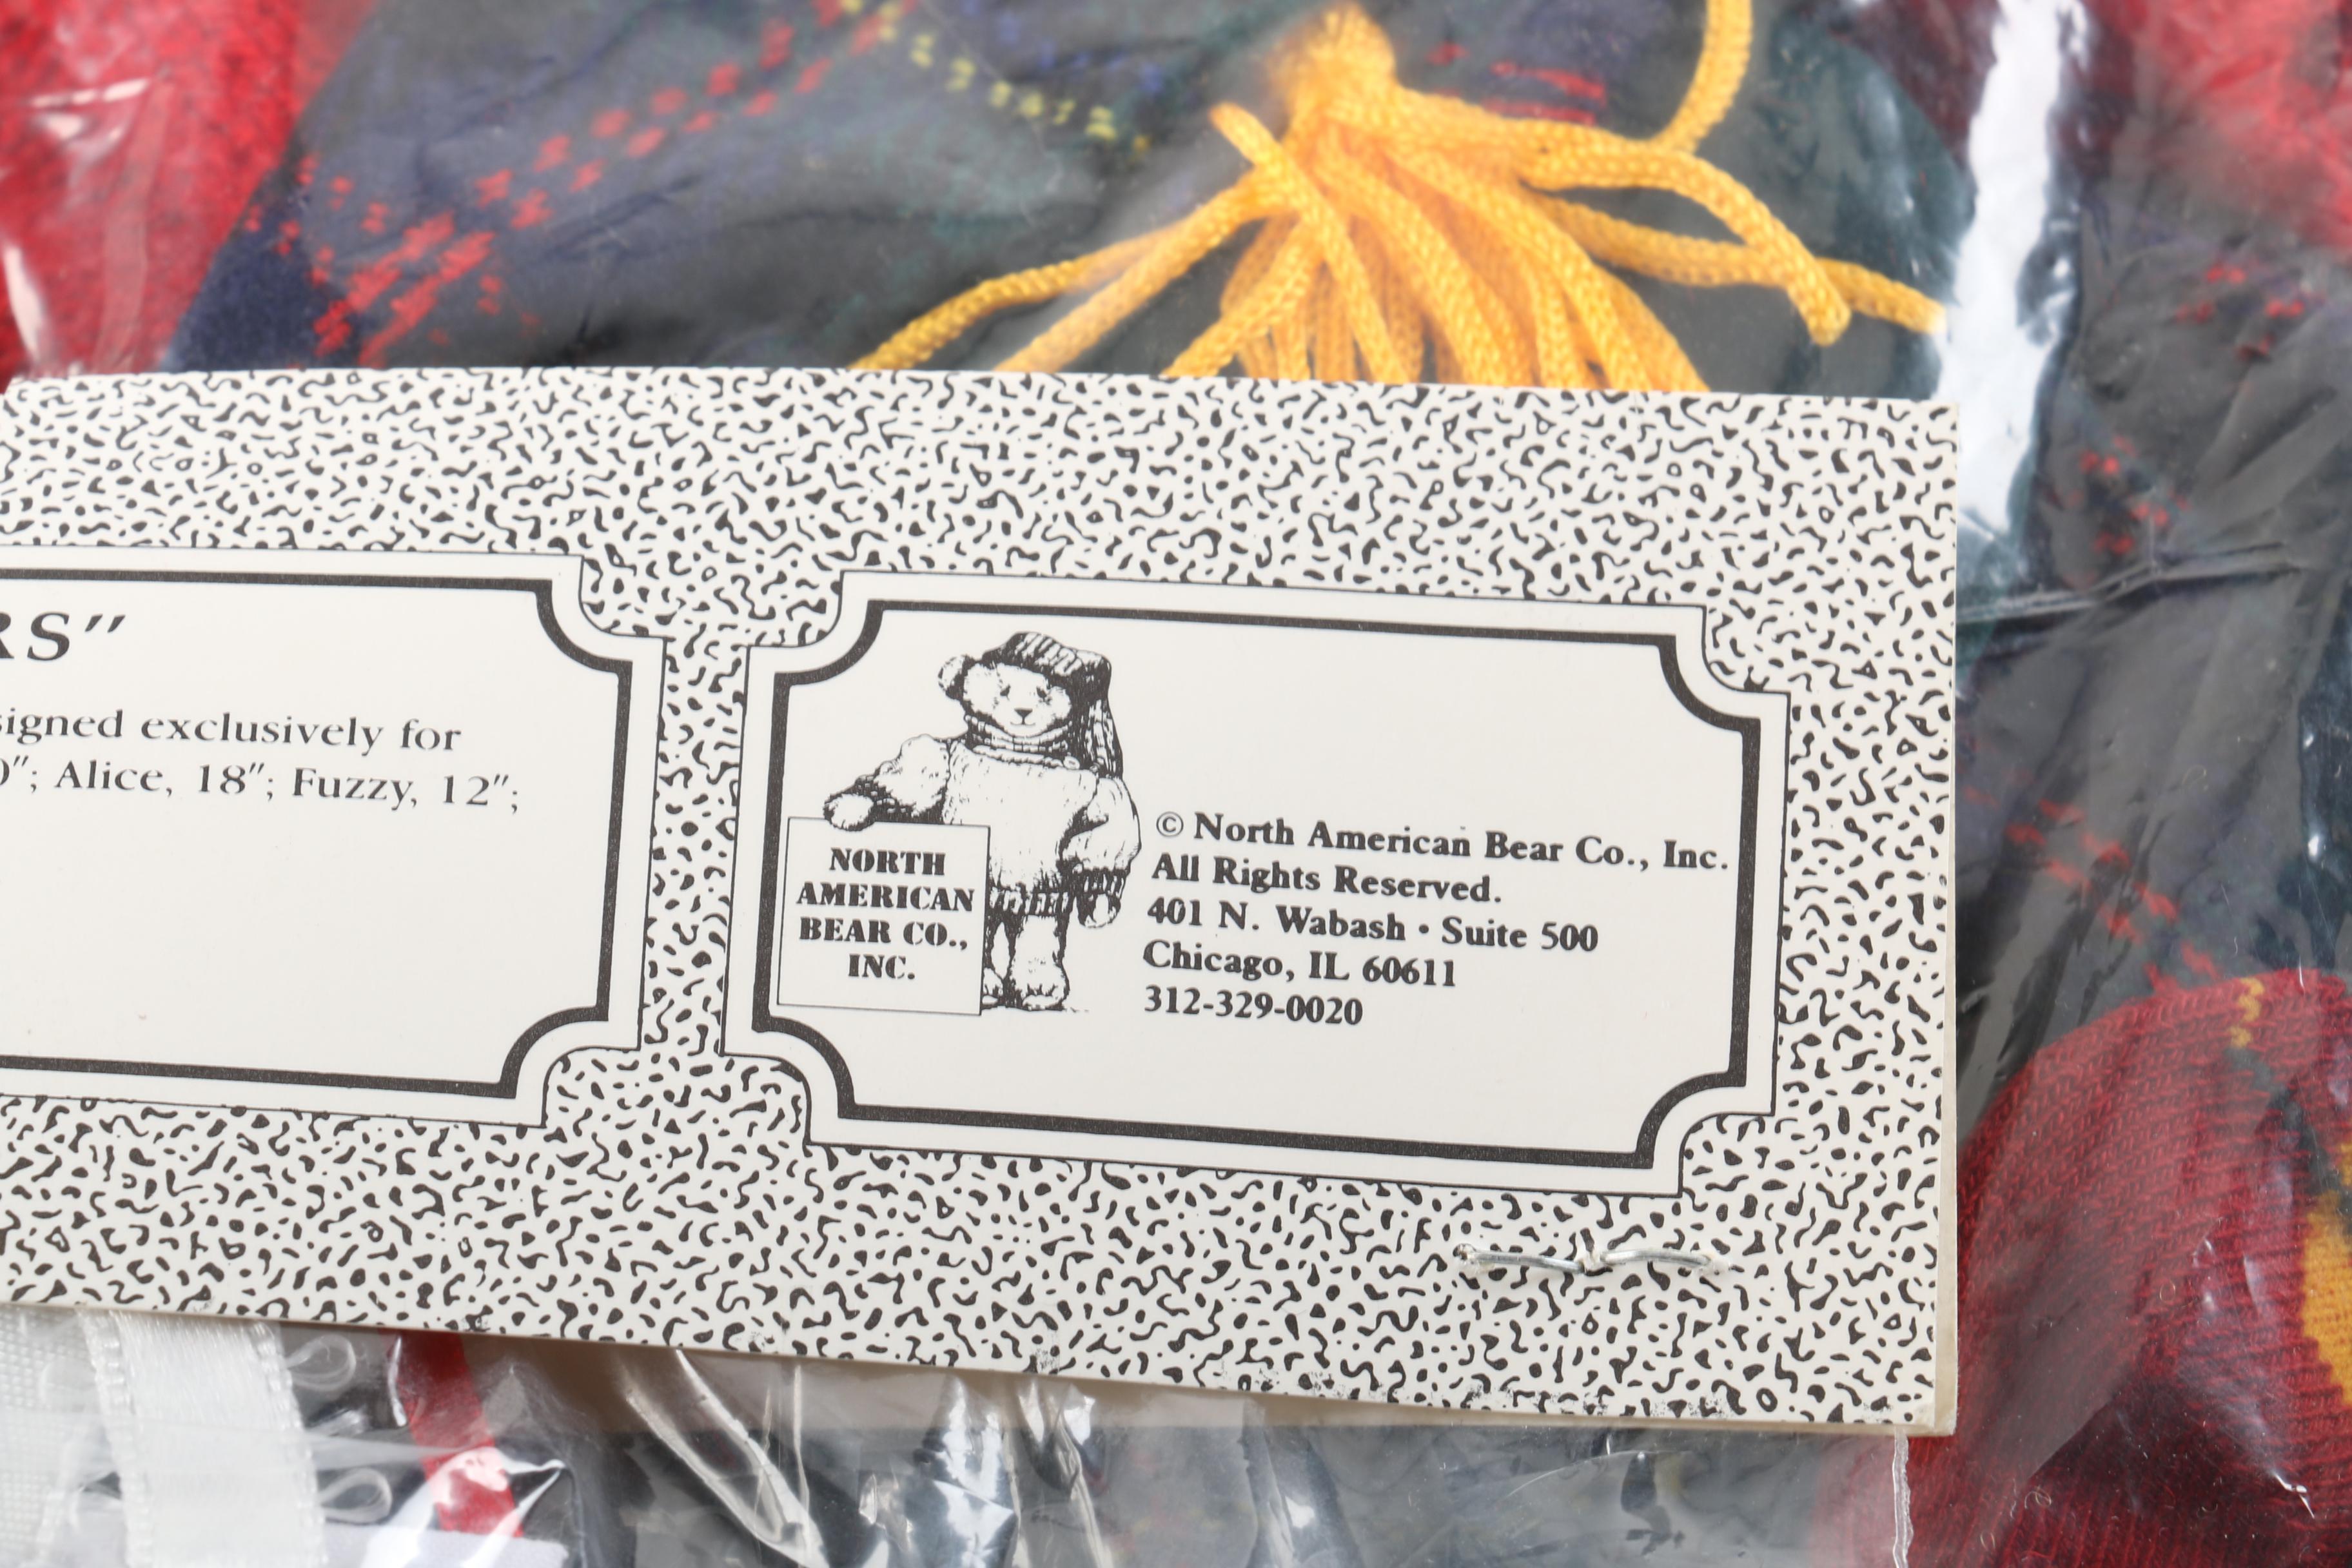 RS"
signed exclusively for
0"; Alice, 18"; Fuzzy, 12";
NORTH
AMERICAN
BEAR CO.,
INC.
© North American Bear Co., Inc.
All Rights Reserved.
401 N. Wabash • Suite 500
Chicago, IL 60611
312-329-0020